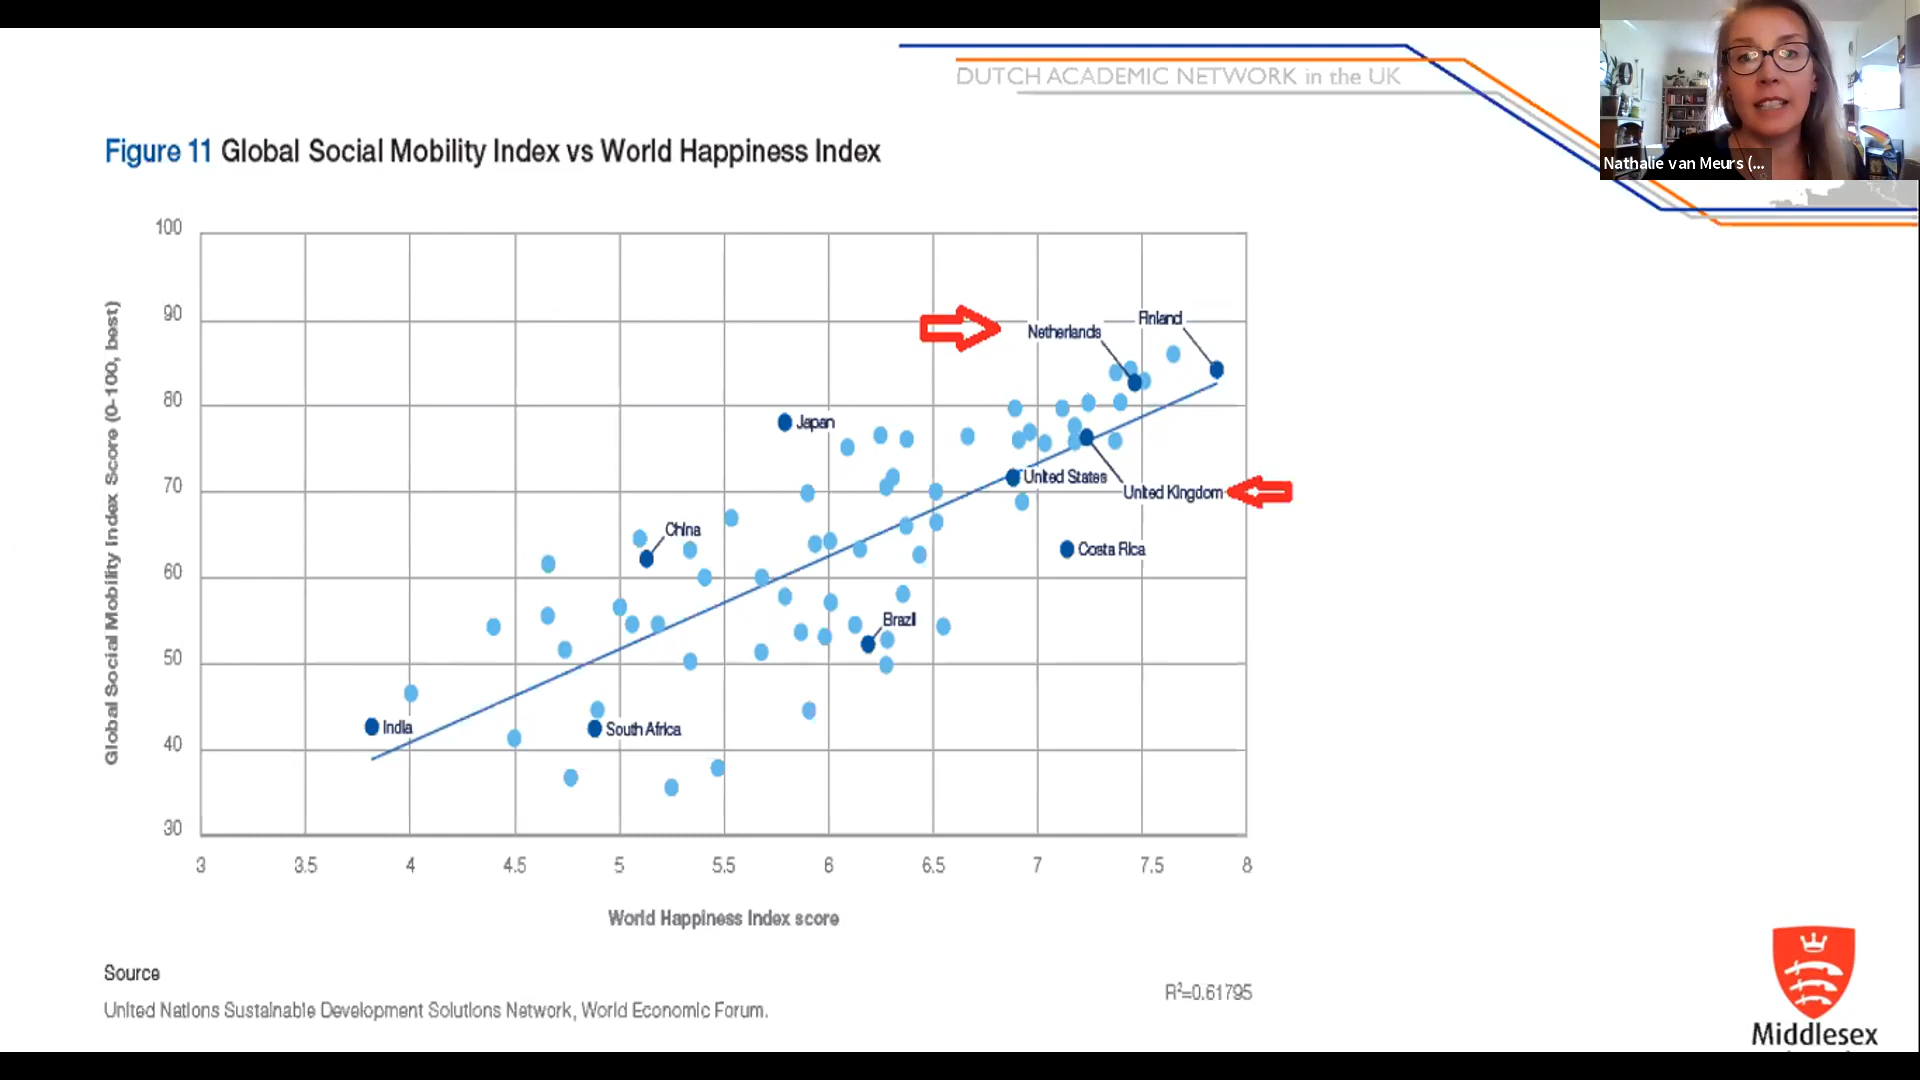 DUTCH ACADEMIC NETWORK in the UK
Nathalie van Meurs (...
Figure 11 Global Social Mobility Index vs World Happiness Index
Global Social Mobility Index Score (0-100, best)
100
90
80
70
60
50
40
30
Netherlands
Finland
Japan
United States
United Kingdom
China
Costa Rica
Brazil
India
South Africa
3 3.5 4 4.5 5 5.5 6 6.5 7 7.5 8
World Happiness Index score
Source
United Nations Sustainable Development Solutions Network, World Economic Forum.
R²=0.61795
Middlesex